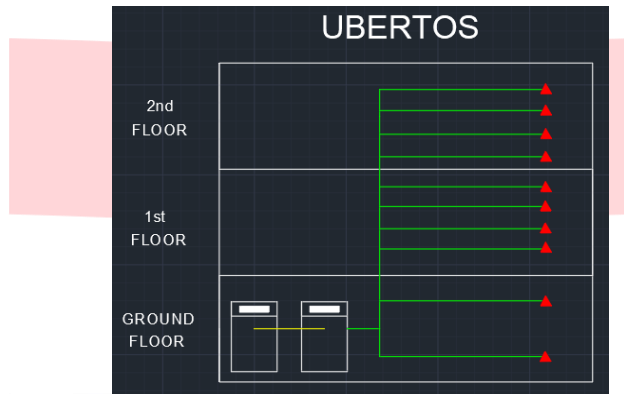 UBERTOS
2nd
FLOOR
1st
FLOOR
GROUND
FLOOR